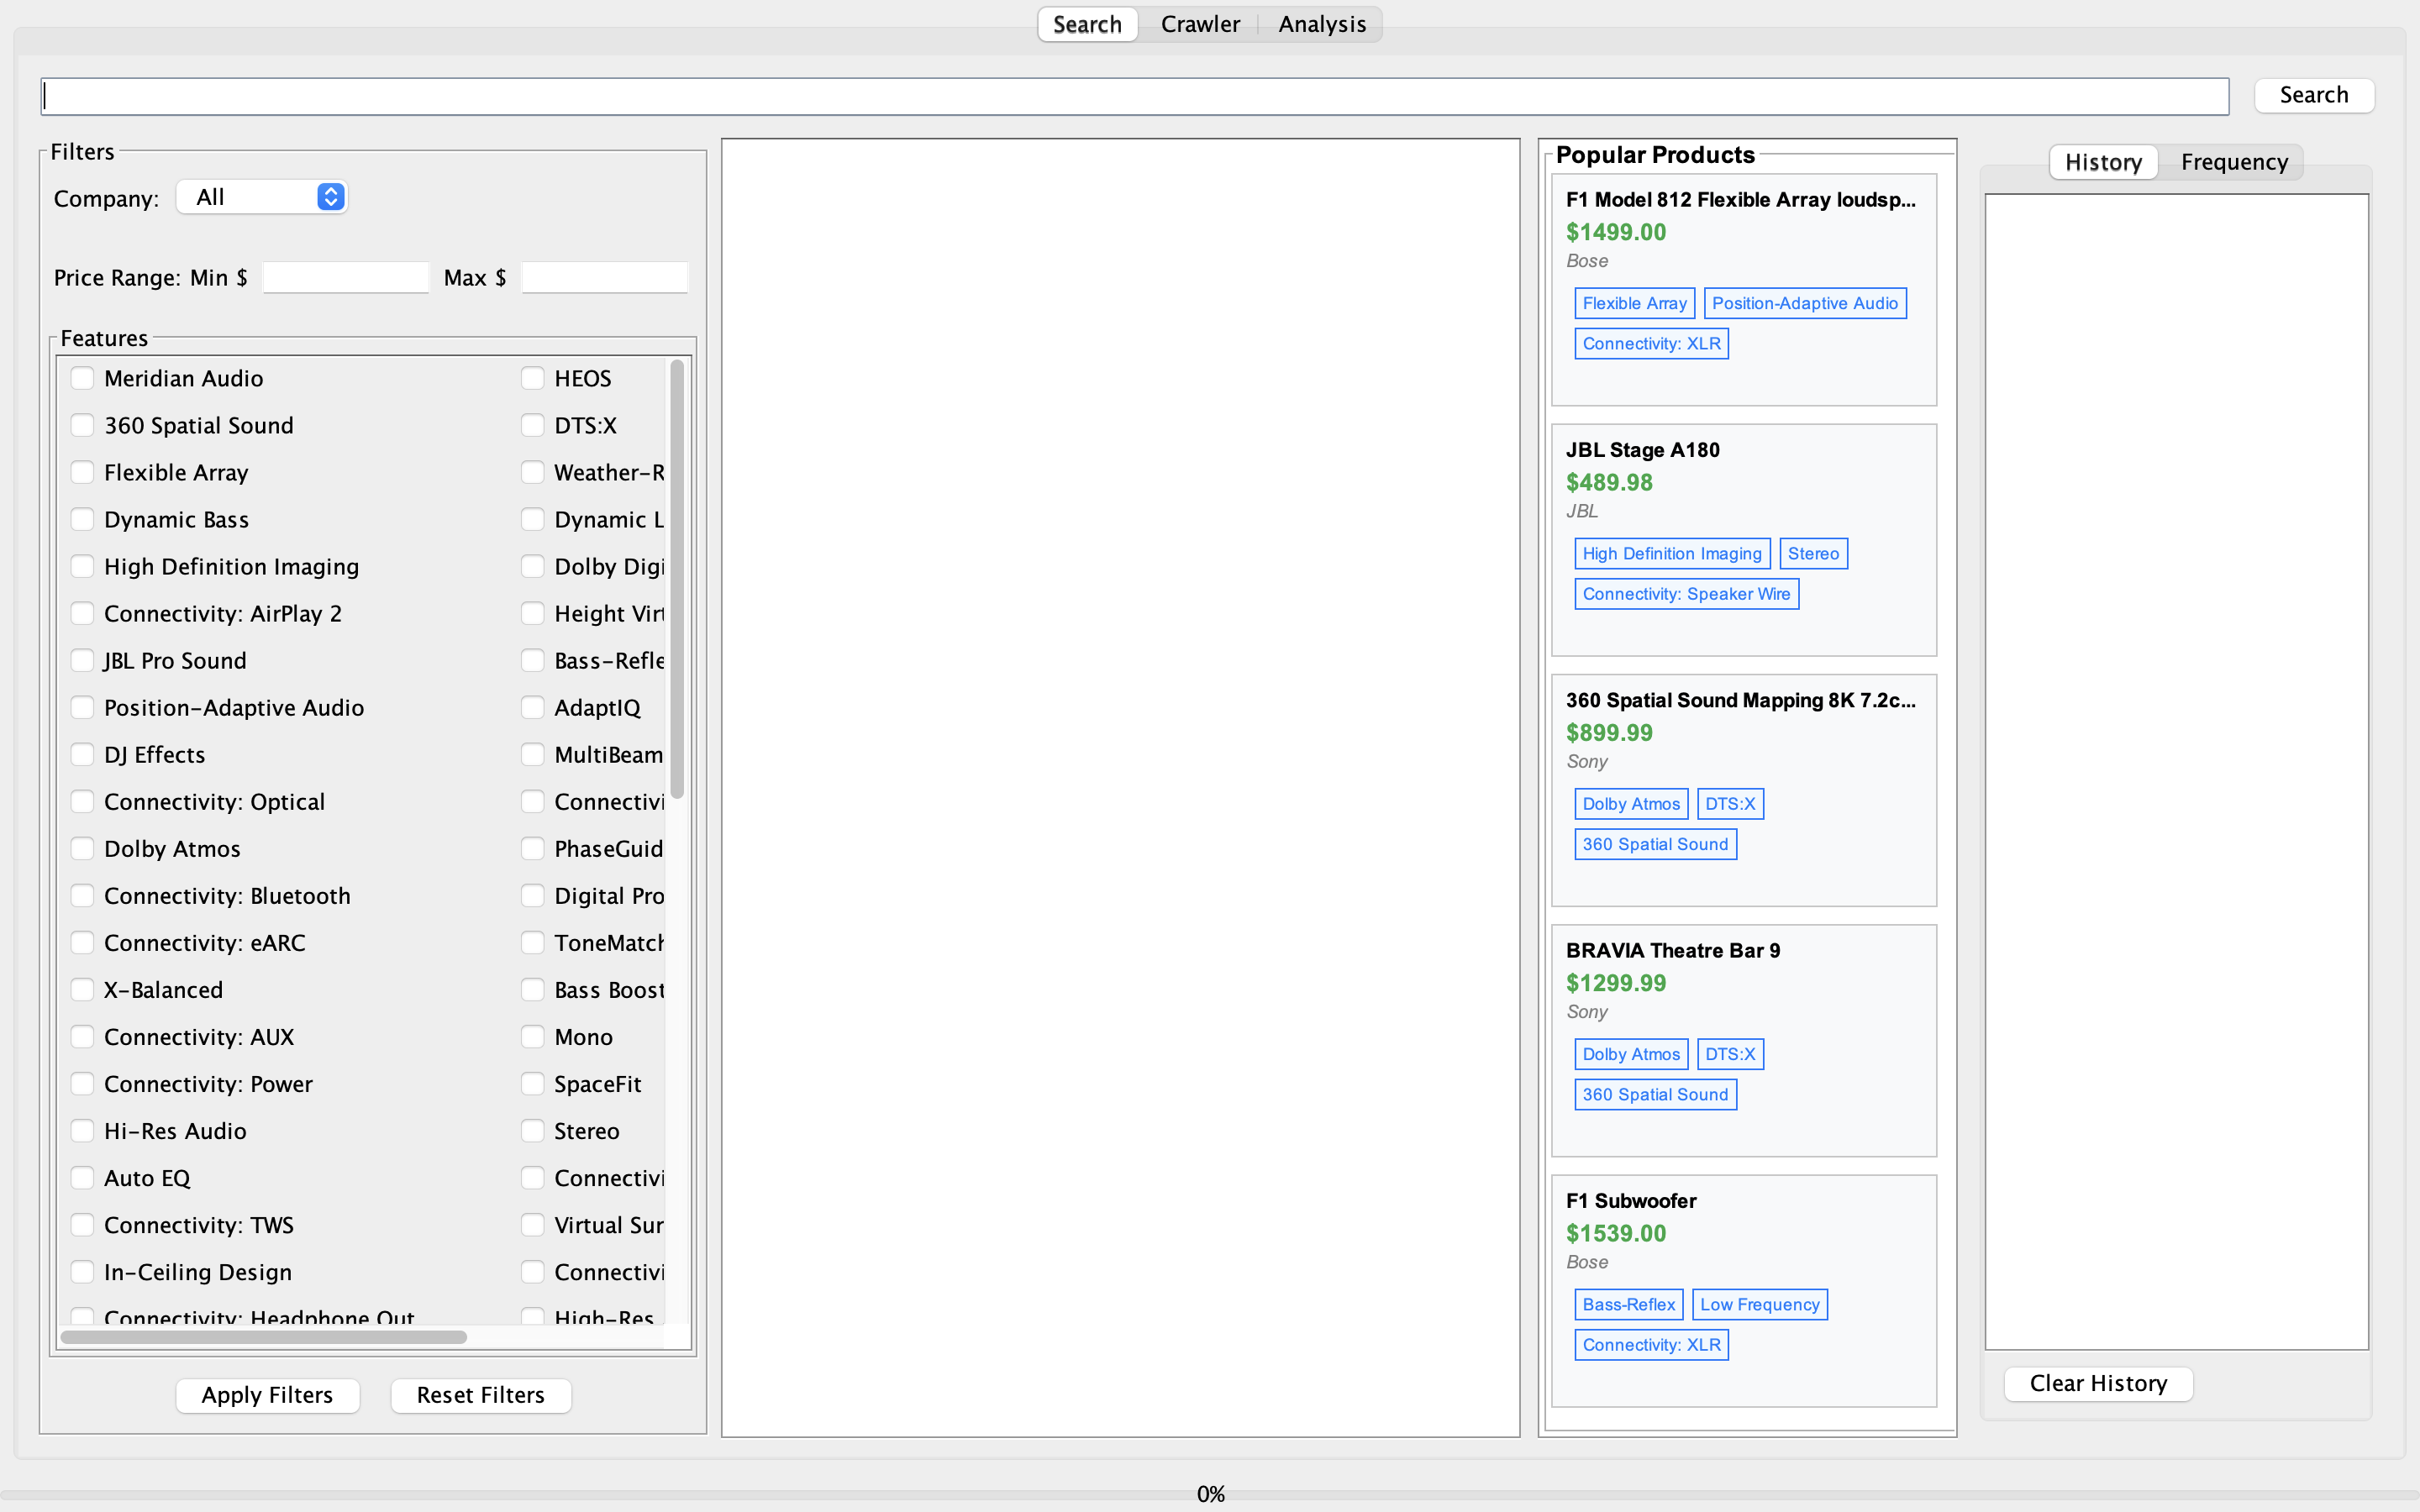 Search Crawler Analysis
Search
Filters
Company: All
Price Range: Min $ Max $
Features
Meridian Audio HEOS
360 Spatial Sound DTS:X
Flexible Array Weather-R
Dynamic Bass Dynamic L
High Definition Imaging Dolby Digi
Connectivity: AirPlay 2 Height Virt
JBL Pro Sound Bass-Refle
Position-Adaptive Audio AdaptIQ
DJ Effects MultiBeam
Connectivity: Optical Connectivi
Dolby Atmos PhaseGuid
Connectivity: Bluetooth Digital Pro
Connectivity: eARC ToneMatch
X-Balanced Bass Boost
Connectivity: AUX Mono
Connectivity: Power SpaceFit
Hi-Res Audio Stereo
Auto EQ Connectivi
Connectivity: TWS Virtual Sur
In-Ceiling Design Connectivi
Connectivity: Headphone Out High-Res
Apply Filters Reset Filters
Popular Products
F1 Model 812 Flexible Array loudsp...
$1499.00
Bose
Flexible Array Position-Adaptive Audio
Connectivity: XLR
JBL Stage A180
$489.98
JBL
High Definition Imaging Stereo
Connectivity: Speaker Wire
360 Spatial Sound Mapping 8K 7.2c...
$899.99
Sony
Dolby Atmos DTS:X
360 Spatial Sound
BRAVIA Theatre Bar 9
$1299.99
Sony
Dolby Atmos DTS:X
360 Spatial Sound
F1 Subwoofer
$1539.00
Bose
Bass-Reflex Low Frequency
Connectivity: XLR
History Frequency
Clear History
0%